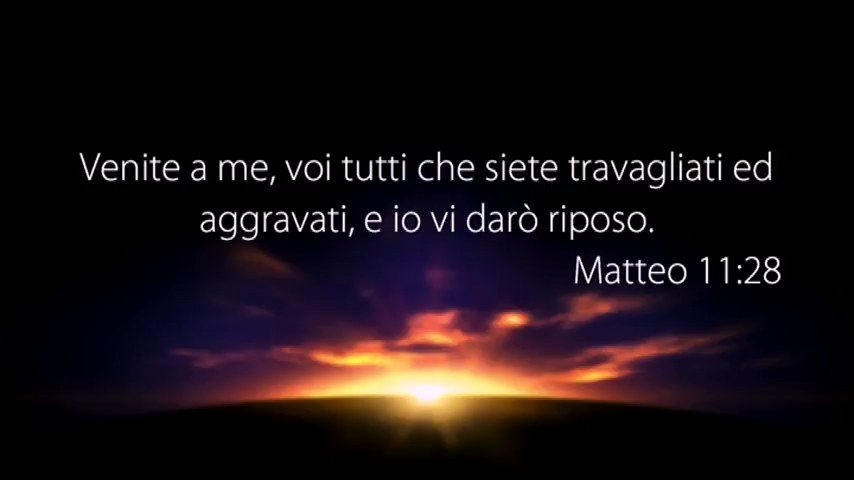 Venite a me, voi tutti che siete travagliati ed
aggravati, e io vi darò riposo.
Matteo 11:28